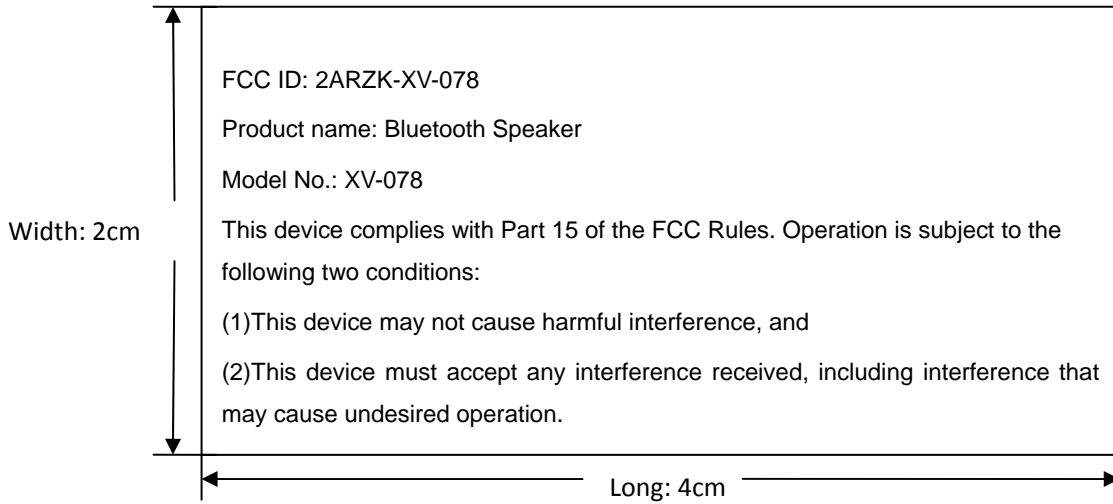 FCC ID: 2ARZK-XV-078
Product name: Bluetooth Speaker
Model No.: XV-078
Width: 2cm
This device complies with Part 15 of the FCC Rules. Operation is subject to the
following two conditions:
(1)This device may not cause harmful interference, and
(2)This device must accept any interference received, including interference that
may cause undesired operation.
Long: 4cm